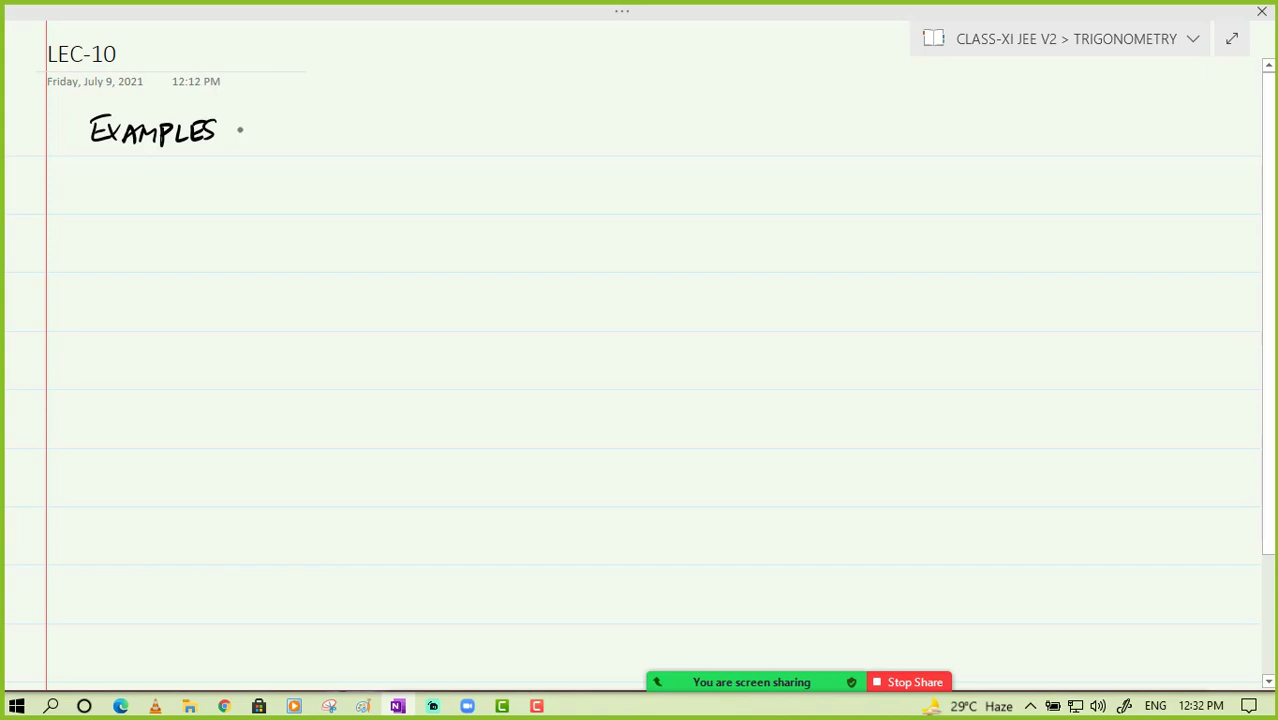 LEC-10
CLASS-XI JEE V2 > TRIGONOMETRY
Friday, July 9, 2021 12:12 PM
EXAMPLES
You are screen sharing
Stop Share
29°C Haze
ENG
12:32 PM